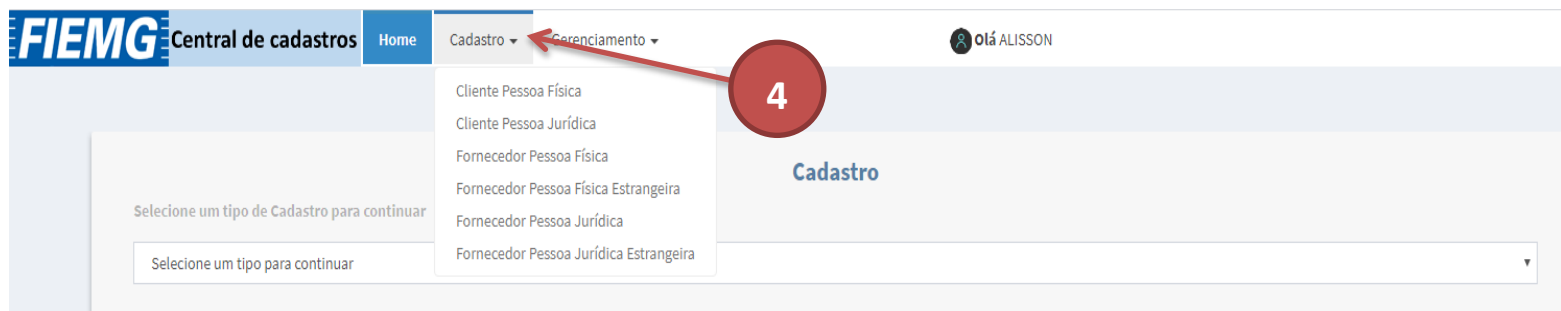 FIEMG Central de cadastros Home Cadastro Gerenciamento Olá ALISSON
Cliente Pessoa Física
Cliente Pessoa Jurídica
Fornecedor Pessoa Física
Fornecedor Pessoa Física Estrangeira
Fornecedor Pessoa Jurídica
Fornecedor Pessoa Jurídica Estrangeira
4
Cadastro
Selecione um tipo de Cadastro para continuar
Selecione um tipo para continuar